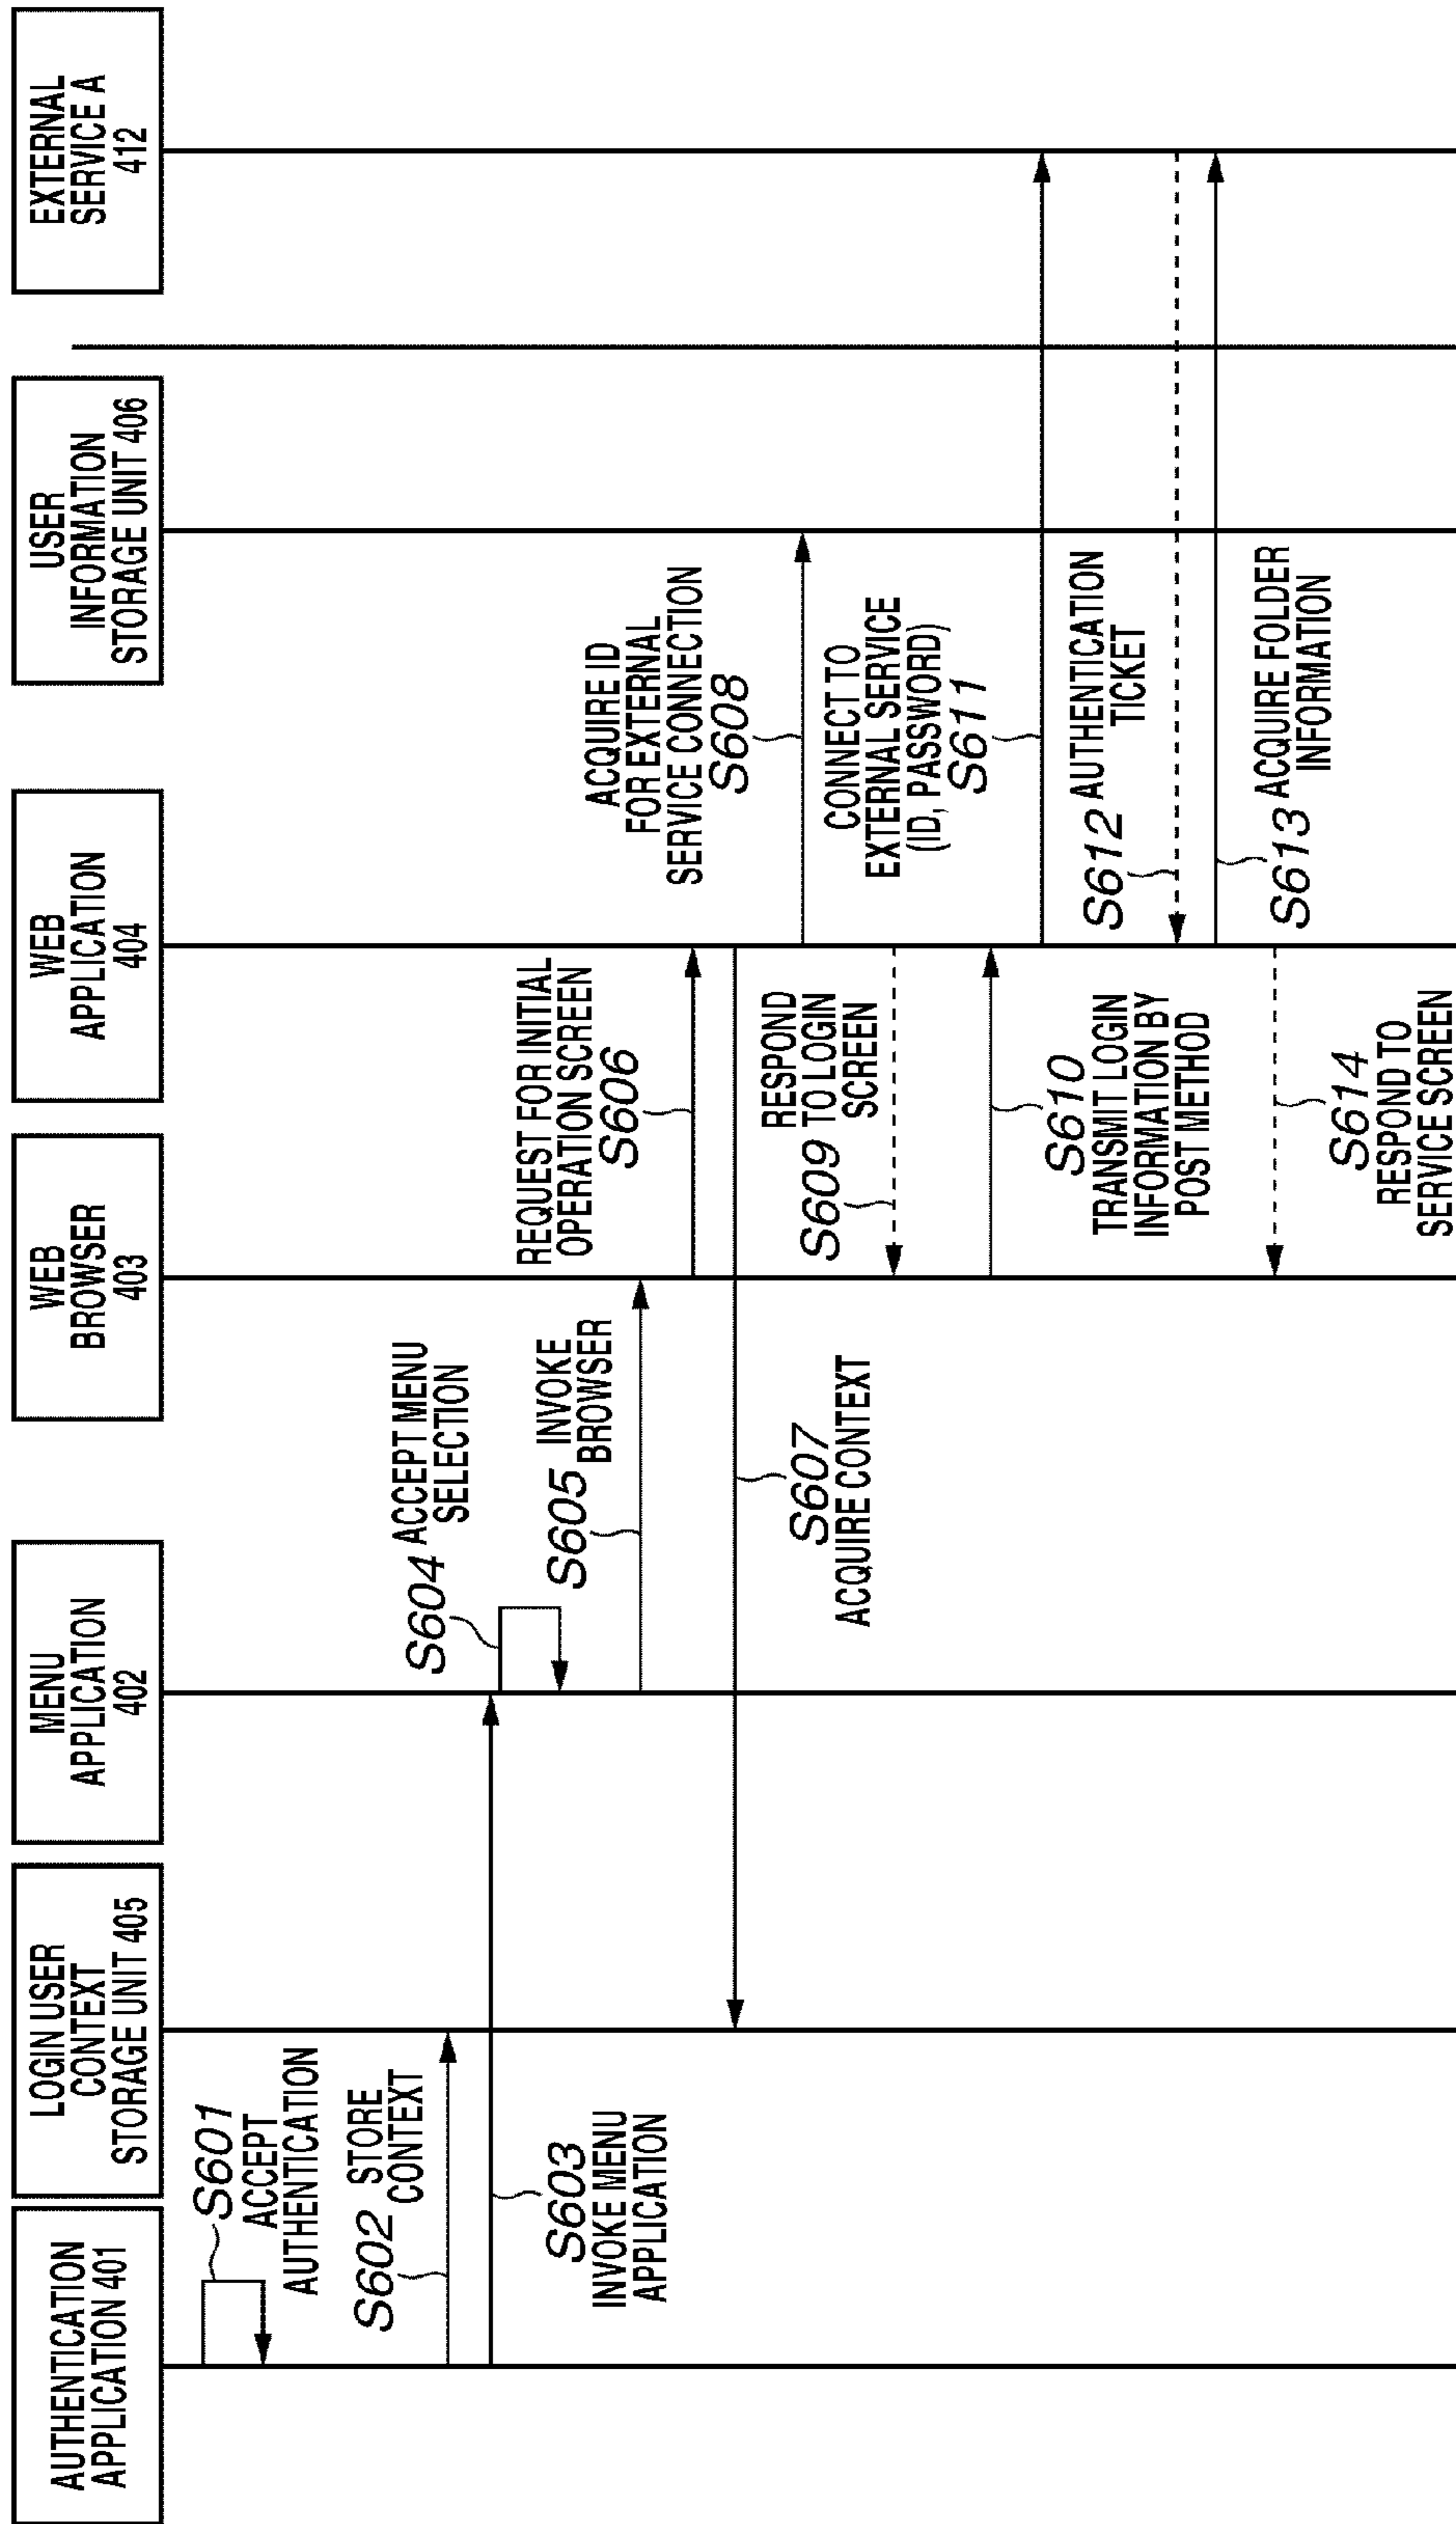 AUTHENTICATION
APPLICATION 401
LOGIN USER
CONTEXT
STORAGE UNIT 405
MENU
APPLICATION
402
WEB
BROWSER
403
WEB
APPLICATION
404
USER
INFORMATION
STORAGE UNIT 406
EXTERNAL
SERVICE A
412
S601
ACCEPT
AUTHENTICATION
S602 STORE
CONTEXT
S603
INVOKE MENU
APPLICATION
S604 ACCEPT MENU
SELECTION
S605 INVOKE
BROWSER
REQUEST FOR INITIAL
OPERATION SCREEN
S606
S607
ACQUIRE CONTEXT
ACQUIRE ID
FOR EXTERNAL
SERVICE CONNECTION
S608
RESPOND
S609 TO LOGIN
SCREEN
S610
TRANSMIT LOGIN
INFORMATION BY
POST METHOD
CONNECT TO
EXTERNAL SERVICE
(ID, PASSWORD)
S611
S612 AUTHENTICATION
TICKET
S613 ACQUIRE FOLDER
INFORMATION
S614
RESPOND TO
SERVICE SCREEN